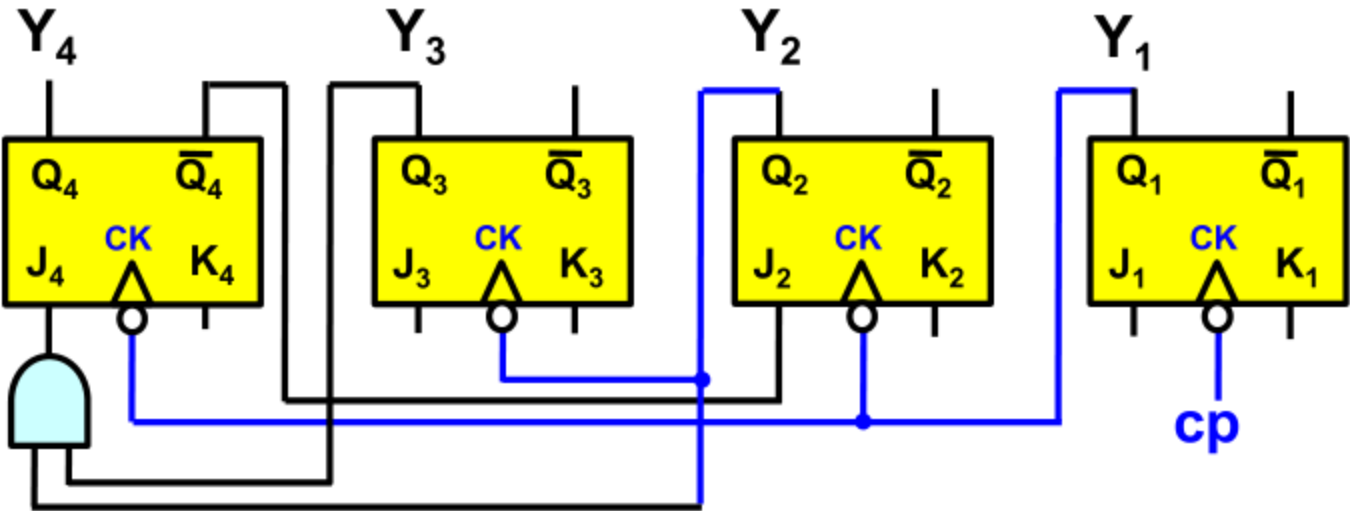 Y4 Y3 Y2 Y1
Q4 Q̅4 Q3 Q̅3 Q2 Q̅2 Q1 Q̅1
CK CK CK CK
J4 K4 J3 K3 J2 K2 J1 K1
cp